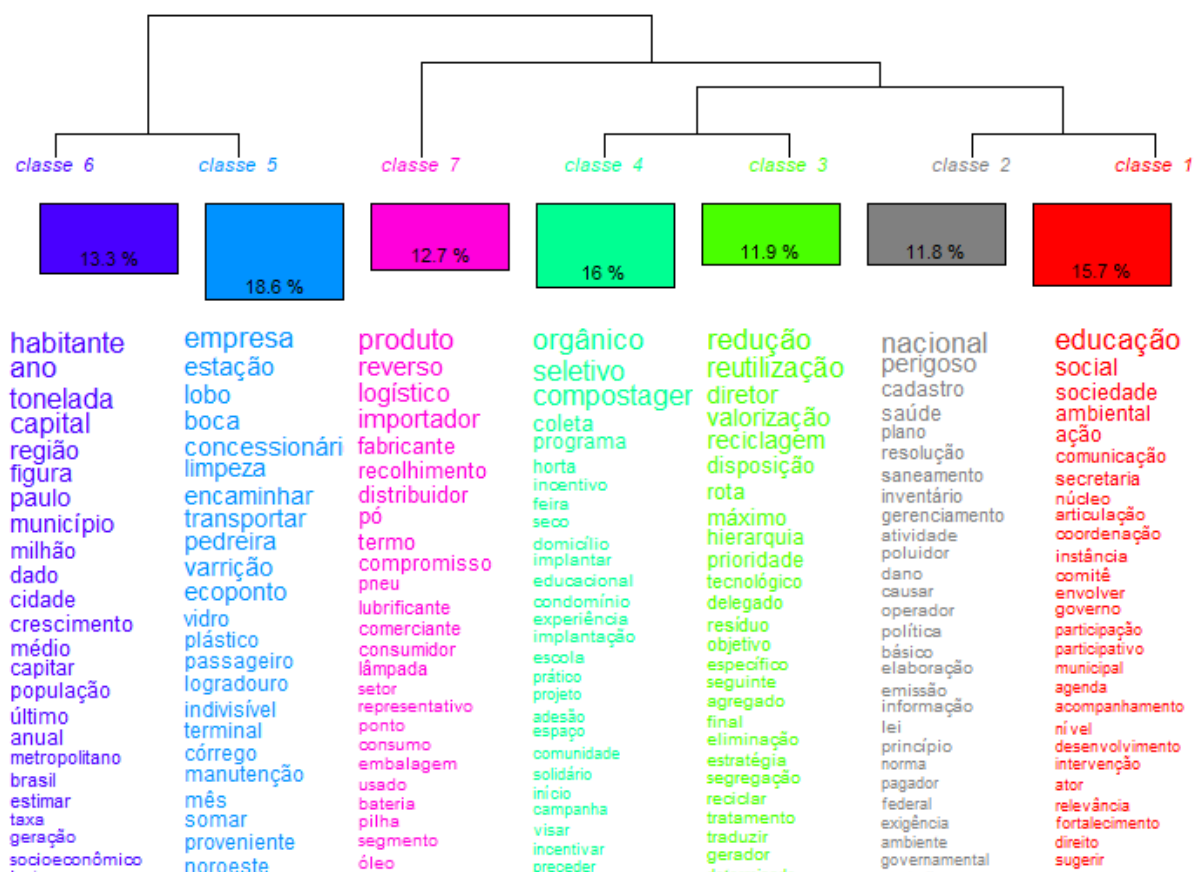 classe 6
classe 5
classe 7
classe 4
classe 3
classe 2
classe 1
13.3 %
18.6 %
12.7 %
16 %
11.9 %
11.8 %
15.7 %
habitante
ano
tonelada
capital
região
figura
paulo
município
milhão
dado
cidade
crescimento
médio
capitar
população
último
anual
metropolitano
brasil
estimar
taxa
geração
socioeconômico
empresa
estação
lobo
boca
concessionári
limpeza
encaminhar
transportar
pedreira
varrição
ecoponto
vidro
plástico
passageiro
logradouro
indivisível
terminal
córrego
manutenção
mês
somar
proveniente
noroeste
produto
reverso
logístico
importador
fabricante
recolhimento
distribuidor
pó
termo
compromisso
pneu
lubrificante
comerciante
consumidor
lâmpada
setor
representativo
ponto
consumo
embalagem
usado
bateria
pilha
segmento
óleo
orgânico
seletivo
compostager
coleta
programa
horta
incentivo
feira
seco
domicílio
implantar
educacional
condomínio
experiência
implantação
escola
prático
projeto
adesão
espaço
comunidade
solidário
início
campanha
visar
incentivar
preceder
redução
reutilização
diretor
valorização
reciclagem
disposição
rota
máximo
hierarquia
prioridade
tecnológico
delegado
resíduo
objetivo
específico
seguinte
agregado
final
eliminação
estratégia
segregação
reciclar
tratamento
traduzir
gerador
nacional
perigoso
cadastro
saúde
plano
resolução
saneamento
inventário
gerenciamento
atividade
poluidor
dano
causar
operador
política
básico
elaboração
emissão
informação
lei
princípio
norma
pagador
federal
exigência
ambiente
governamental
educação
social
sociedade
ambiental
ação
comunicação
secretaria
núcleo
articulação
coordenação
instância
comitê
envolver
governo
participação
participativo
municipal
agenda
acompanhamento
nível
desenvolvimento
intervenção
ator
relevância
fortalecimento
direito
sugerir